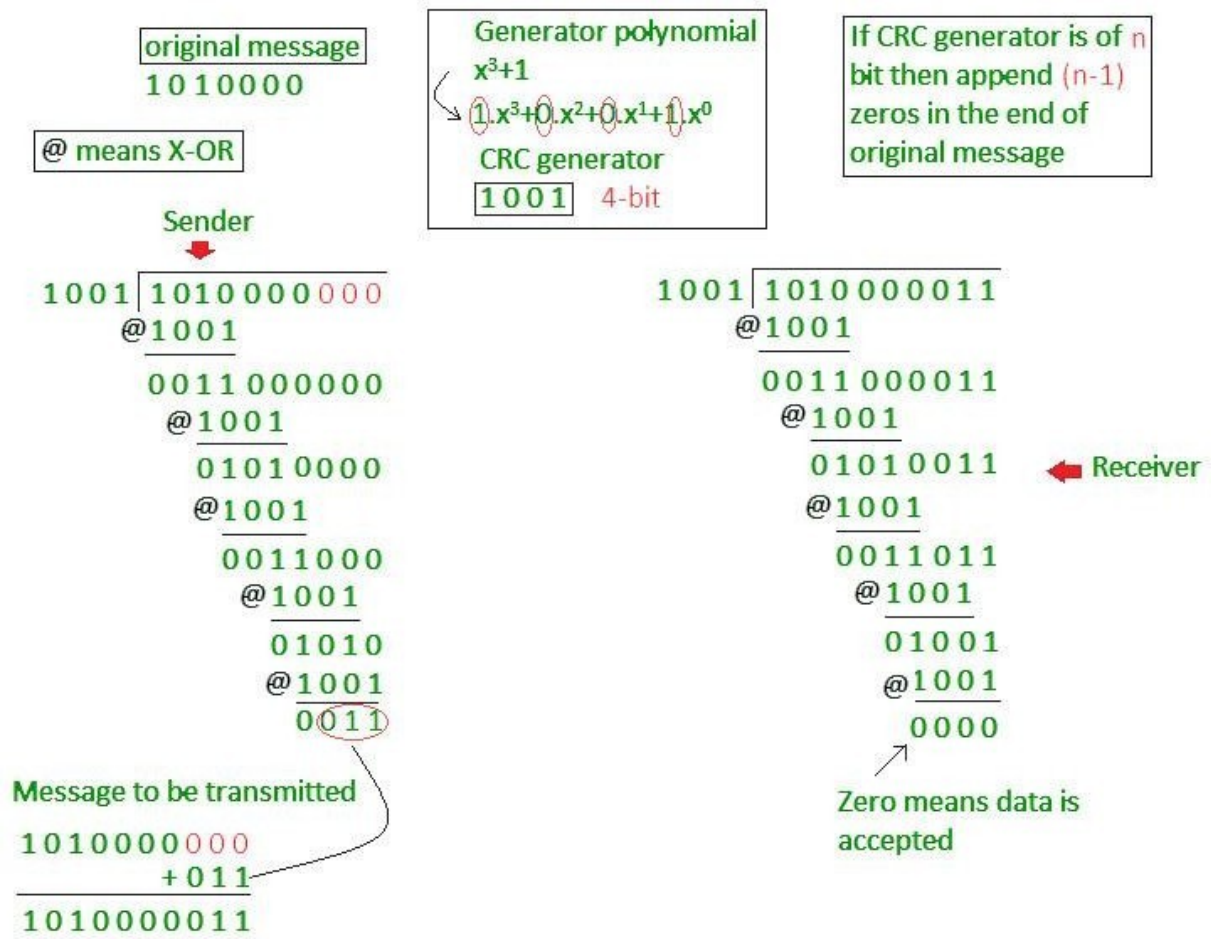 original message
1010000
@ means X-OR
Generator polynomial
x³+1
1.x³+0.x²+0.x¹+1.x⁰
CRC generator
1001 4-bit
If CRC generator is of n
bit then append (n-1)
zeros in the end of
original message
Sender
1001 1010000000
@1001
0011000000
@1001
01010000
@1001
0011000
@1001
01010
@1001
0011
Message to be transmitted
1010000000
+011
1010000011
1001 1010000011
@1001
0011000011
@1001
01010011
Receiver
@1001
0011011
@1001
01001
@1001
0000
Zero means data is
accepted